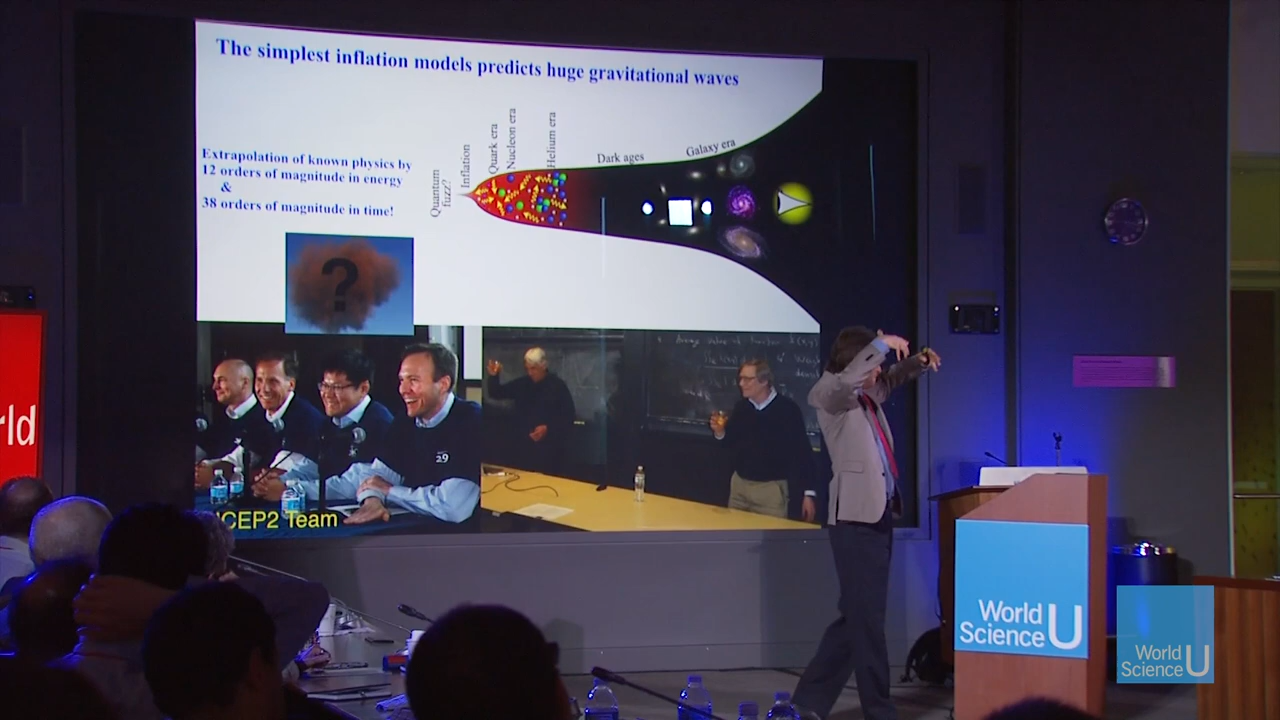 The simplest inflation models predicts huge gravitational waves
Extrapolation of known physics by
12 orders of magnitude in energy
&
38 orders of magnitude in time!
Quantum
fuzz?
Inflation
Quark era
Nucleon era
Helium era
Dark ages
Galaxy era
?
CEP2 Team
29
rld
World
Science U
World
Science U